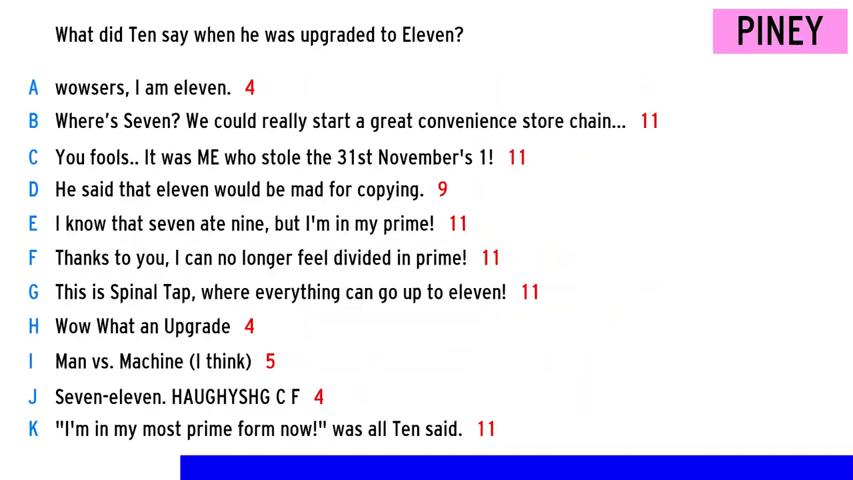 What did Ten say when he was upgraded to Eleven?
PINEY
A wowsers, I am eleven. 4
B Where's Seven? We could really start a great convenience store chain... 11
C You fools.. It was ME who stole the 31st November's 1! 11
D He said that eleven would be mad for copying. 9
E I know that seven ate nine, but I'm in my prime! 11
F Thanks to you, I can no longer feel divided in prime! 11
G This is Spinal Tap, where everything can go up to eleven! 11
H Wow What an Upgrade 4
I Man vs. Machine (I think) 5
J Seven-eleven. HAUGHYSHG C F 4
K "I'm in my most prime form now!" was all Ten said. 11